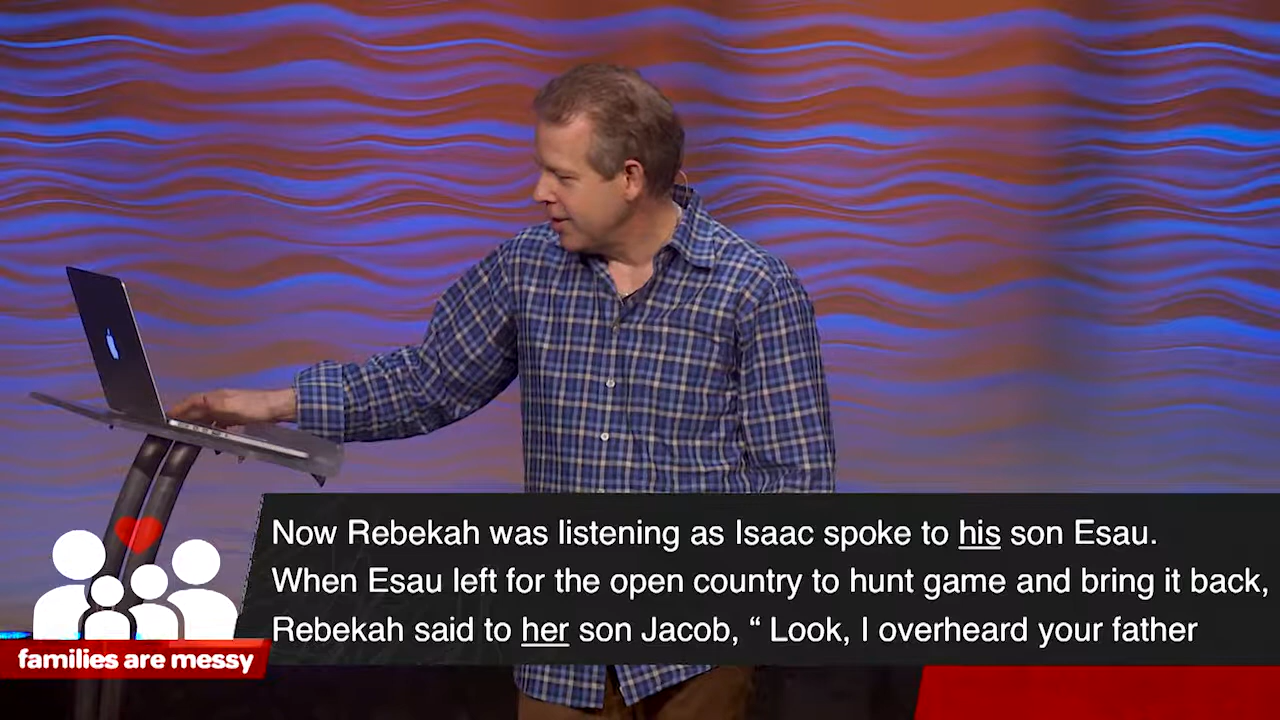 Now Rebekah was listening as Isaac spoke to his son Esau.
When Esau left for the open country to hunt game and bring it back,
Rebekah said to her son Jacob, “ Look, I overheard your father
families are messy